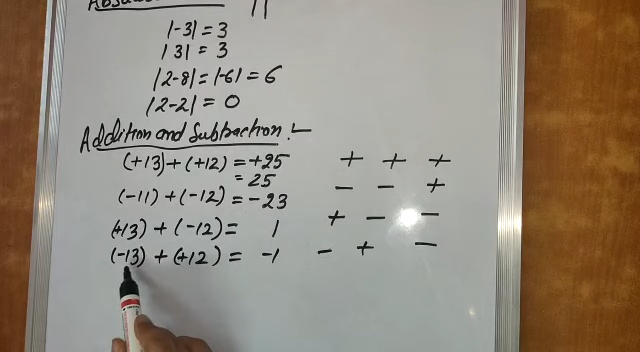 |-3| = 3
|3| = 3
|2-8| = |-6| = 6
|2-2| = 0
Addition and Subtraction :-
(+13) + (+12) = +25 + + +
= 25
(-11) + (-12) = -23 - - +
(+13) + (-12) = 1 + - -
(-13) + (+12) = -1 - + -